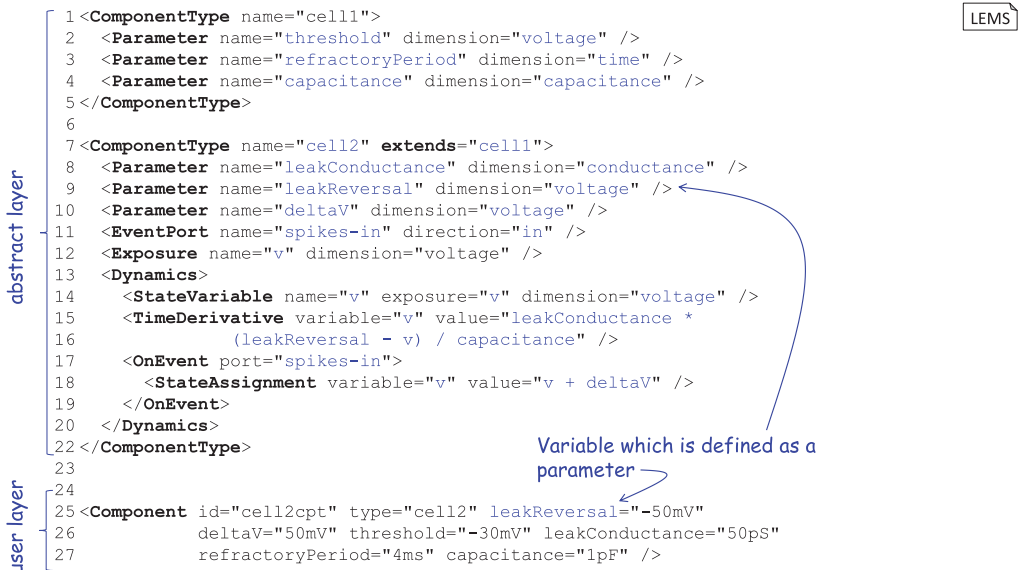 LEMS
1 <ComponentType name="cell1">
2 <Parameter name="threshold" dimension="voltage" />
3 <Parameter name="refractoryPeriod" dimension="time" />
4 <Parameter name="capacitance" dimension="capacitance" />
5 </ComponentType>
6
7 <ComponentType name="cell2" extends="cell1">
8 <Parameter name="leakConductance" dimension="conductance" />
9 <Parameter name="leakReversal" dimension="voltage" />
10 <Parameter name="deltaV" dimension="voltage" />
11 <EventPort name="spikes-in" direction="in" />
12 <Exposure name="v" dimension="voltage" />
13 <Dynamics>
14 <StateVariable name="v" exposure="v" dimension="voltage" />
15 <TimeDerivative variable="v" value="leakConductance *
16 (leakReversal - v) / capacitance" />
17 <OnEvent port="spikes-in">
18 <StateAssignment variable="v" value="v + deltaV" />
19 </OnEvent>
20 </Dynamics>
22 </ComponentType>
23
24
25 <Component id="cell2cpt" type="cell2" leakReversal="-50mV"
26 deltaV="50mV" threshold="-30mV" leakConductance="50pS"
27 refractoryPeriod="4ms" capacitance="1pF" />
abstract layer
user layer
Variable which is defined as a
parameter